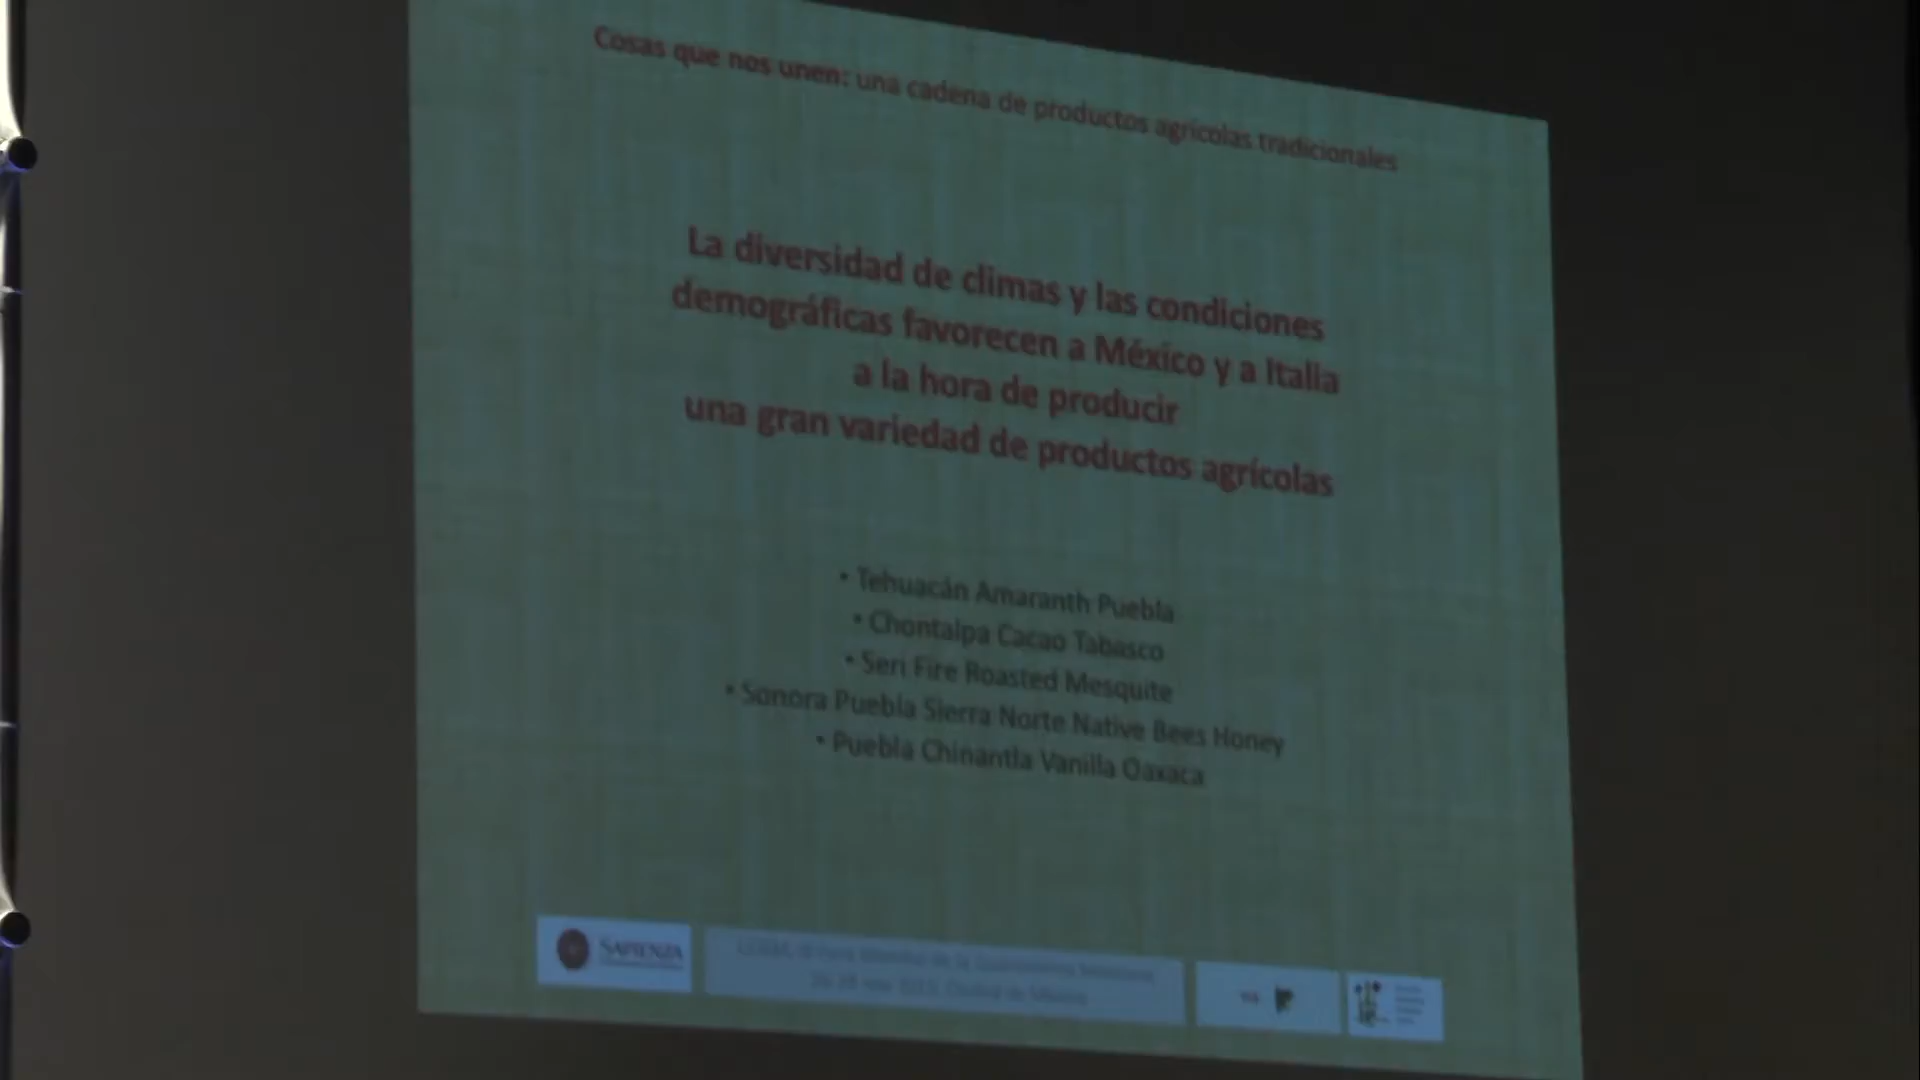 Cosas que nos unen: una cadena de productos agrícolas tradicionales
La diversidad de climas y las condiciones
demográficas favorecen a México y a Italia
a la hora de producir
una gran variedad de productos agrícolas
• Tehuacán Amaranth Puebla
• Chontalpa Cacao Tabasco
• Seri Fire Roasted Mesquite
• Sonora Puebla Sierra Norte Native Bees Honey
• Puebla Chinantla Vanilla Oaxaca
SAPIENZA